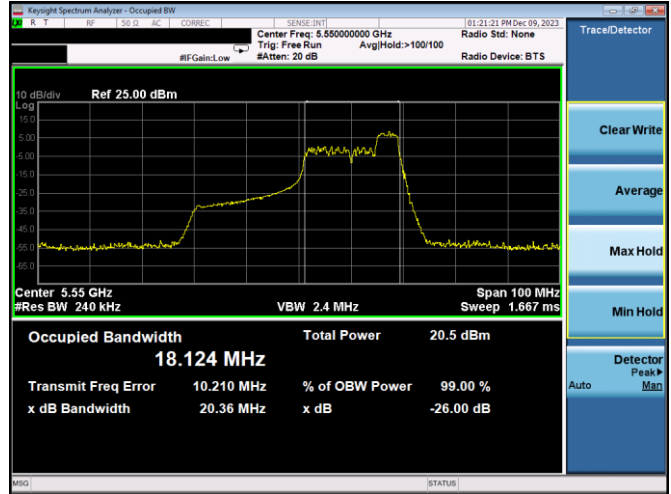 Keysight Spectrum Analyzer - Occupied BW
LXI R T RF 50 Ω AC CORREC SENSE:INT 01:21:21 PM Dec 09, 2023
Center Freq: 5.550000000 GHz Radio Std: None
Trig: Free Run Avg|Hold:>100/100
#IFGain:Low #Atten: 20 dB Radio Device: BTS
Trace/Detector
10 dB/div Ref 25.00 dBm
Log
15.0
5.00
-5.00
-15.0
-25.0
-35.0
-45.0
-55.0
-65.0
Center 5.55 GHz Span 100 MHz
#Res BW 240 kHz VBW 2.4 MHz Sweep 1.667 ms
Occupied Bandwidth Total Power 20.5 dBm
18.124 MHz
Transmit Freq Error 10.210 MHz % of OBW Power 99.00 %
x dB Bandwidth 20.36 MHz x dB -26.00 dB
Clear Write
Average
Max Hold
Min Hold
Detector
Peak▶
Auto Man
MSG STATUS